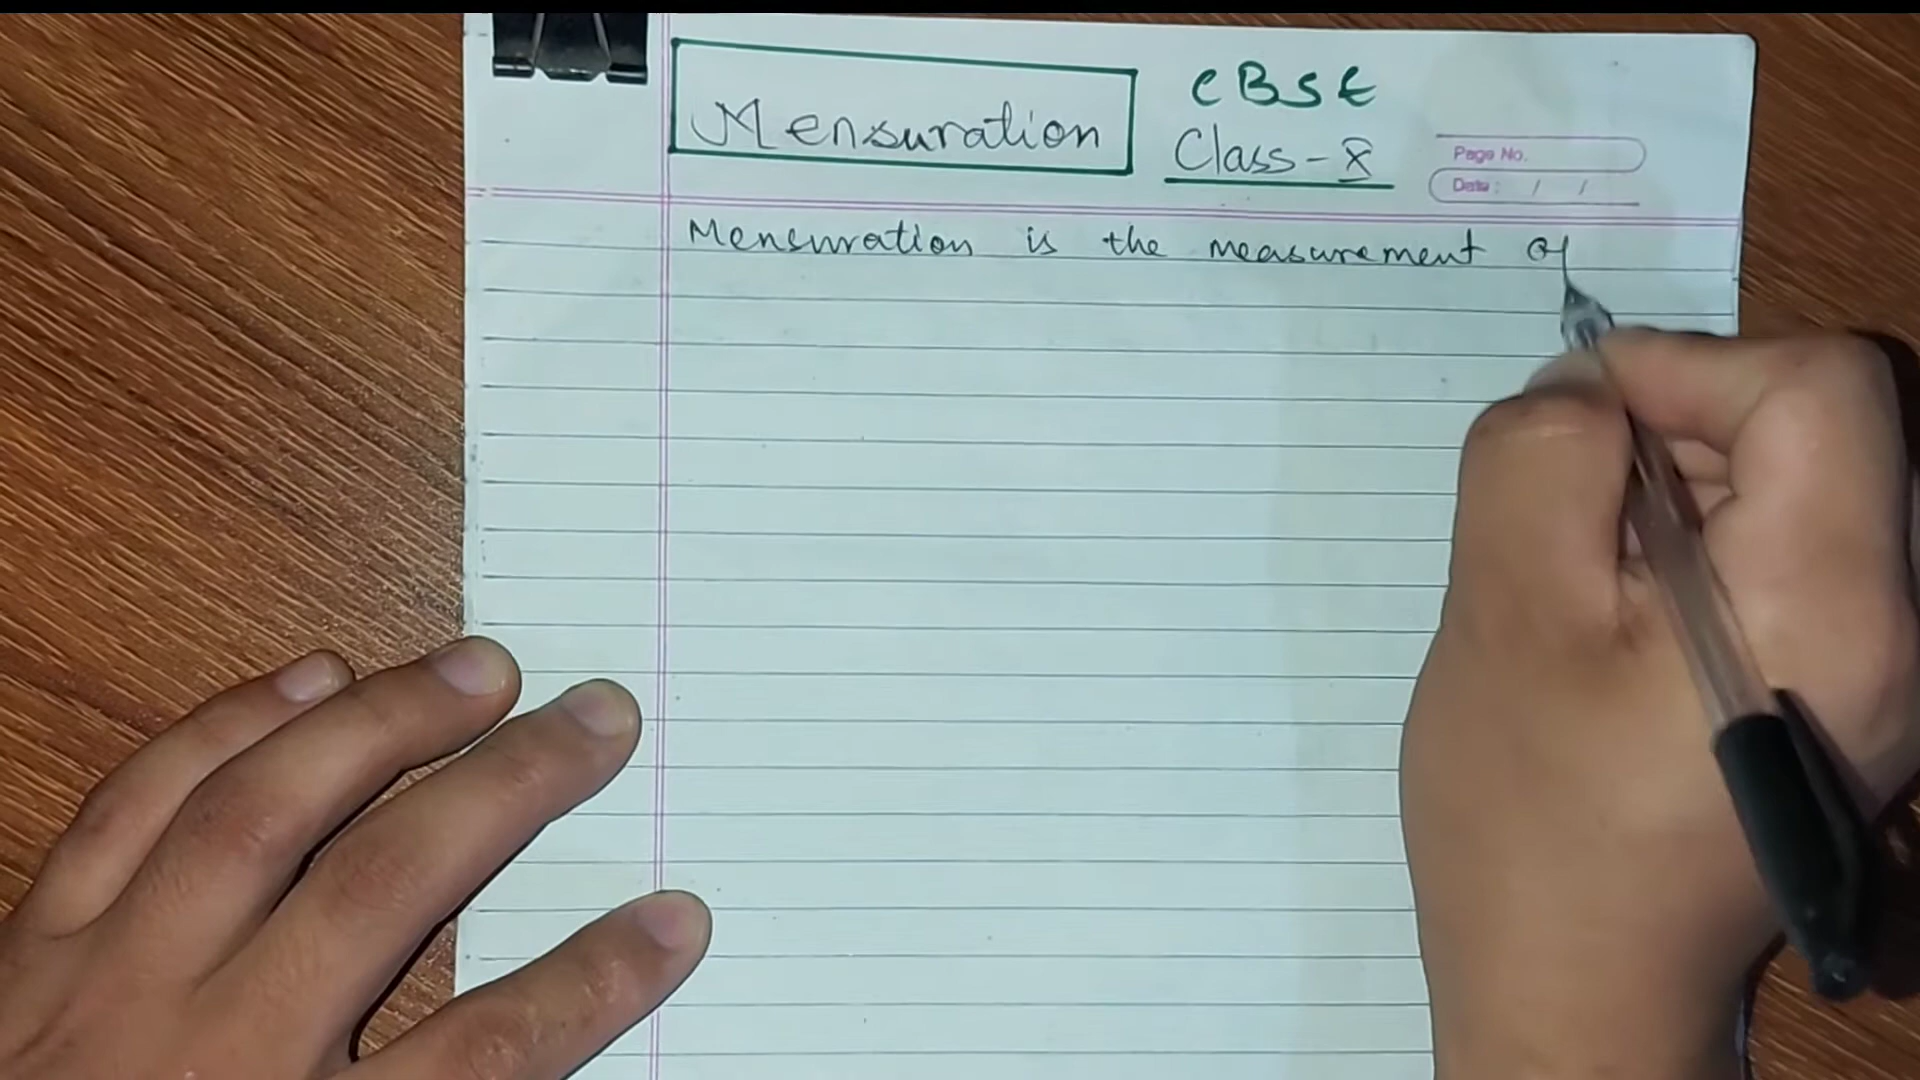 Mensuration
CBSE
Class-X
Page No.
Date : / /
Mensuration is the measurement of